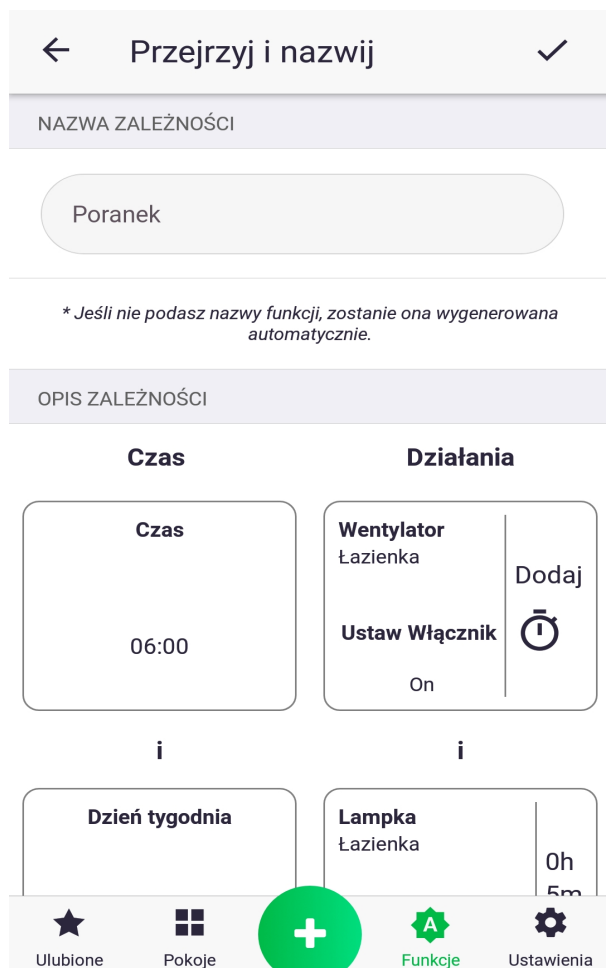 Przejrzyj i nazwij
NAZWA ZALEŻNOŚCI
Poranek
* Jeśli nie podasz nazwy funkcji, zostanie ona wygenerowana
automatycznie.
OPIS ZALEŻNOŚCI
Czas
Działania
Czas
06:00
Wentylator
Łazienka
Ustaw Włącznik
On
Dodaj
i
i
Dzień tygodnia
Lampka
Łazienka
0h
5m
Ulubione
Pokoje
A
Funkcje
Ustawienia